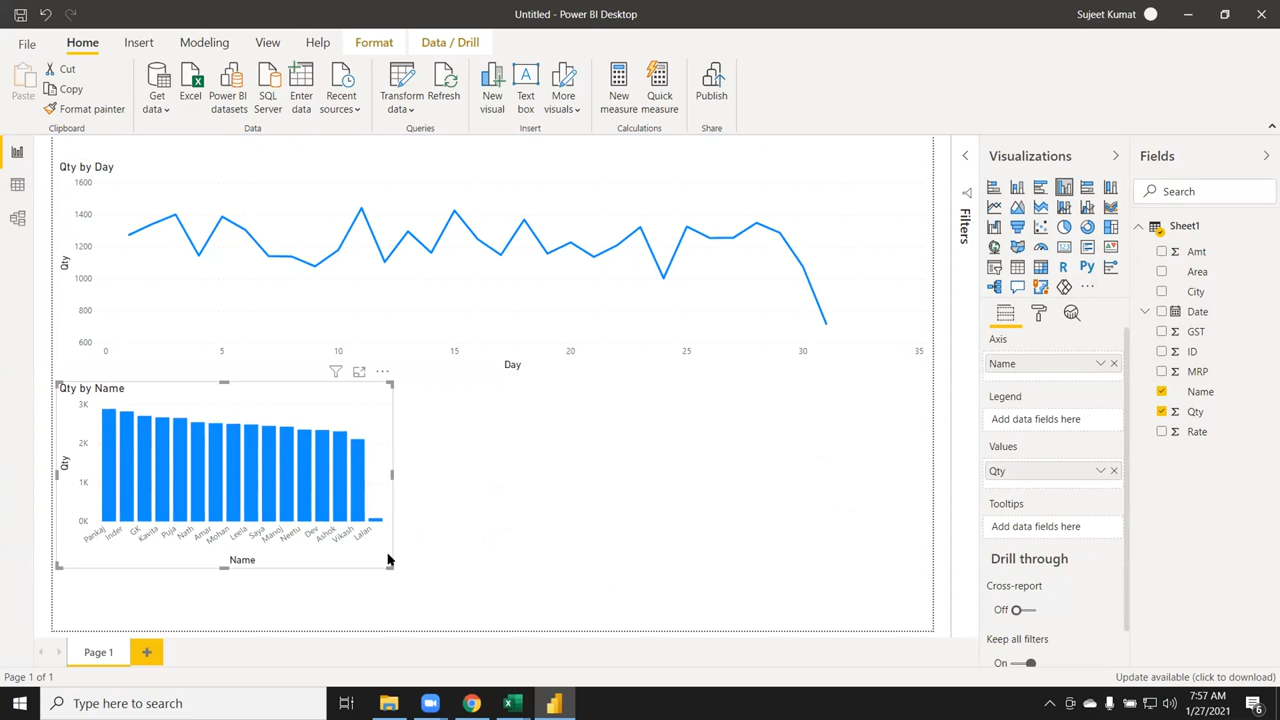 Untitled - Power BI Desktop
Sujeet Kumat
File Home Insert Modeling View Help Format Data / Drill
Paste
Cut
Copy
Format painter
Clipboard
Get data
Excel
Power BI datasets
SQL Server
Enter data
Recent sources
Data
Transform data
Refresh
Queries
New visual
Text box
More visuals
Insert
New measure
Quick measure
Calculations
Publish
Share
Qty by Day
1600
1400
1200
1000
800
600
Qty
0 5 10 15 20 25 30 35
Day
Qty by Name
3K
2K
1K
0K
Qty
Pankaj Inder GK Kavita Puja Nath Amar Mohan Leela Saya Manoj Neetu Dev Ashok Vikash Lalan
Name
Filters
Visualizations
R Py
123
Axis
Name
Legend
Add data fields here
Values
Qty
Tooltips
Add data fields here
Drill through
Cross-report
Off
Keep all filters
On
Fields
Search
Sheet1
Σ Amt
Area
City
Date
Σ GST
Σ ID
Σ MRP
Name
Σ Qty
Σ Rate
Page 1
Page 1 of 1
Update available (click to download)
Type here to search
7:57 AM
1/27/2021
6